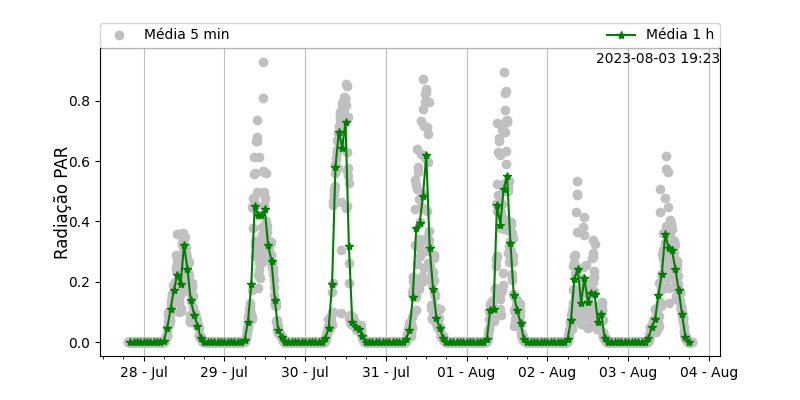 Média 5 min
Média 1 h
2023-08-03 19:23
Radiação PAR
0.8
0.6
0.4
0.2
0.0
28 - Jul
29 - Jul
30 - Jul
31 - Jul
01 - Aug
02 - Aug
03 - Aug
04 - Aug